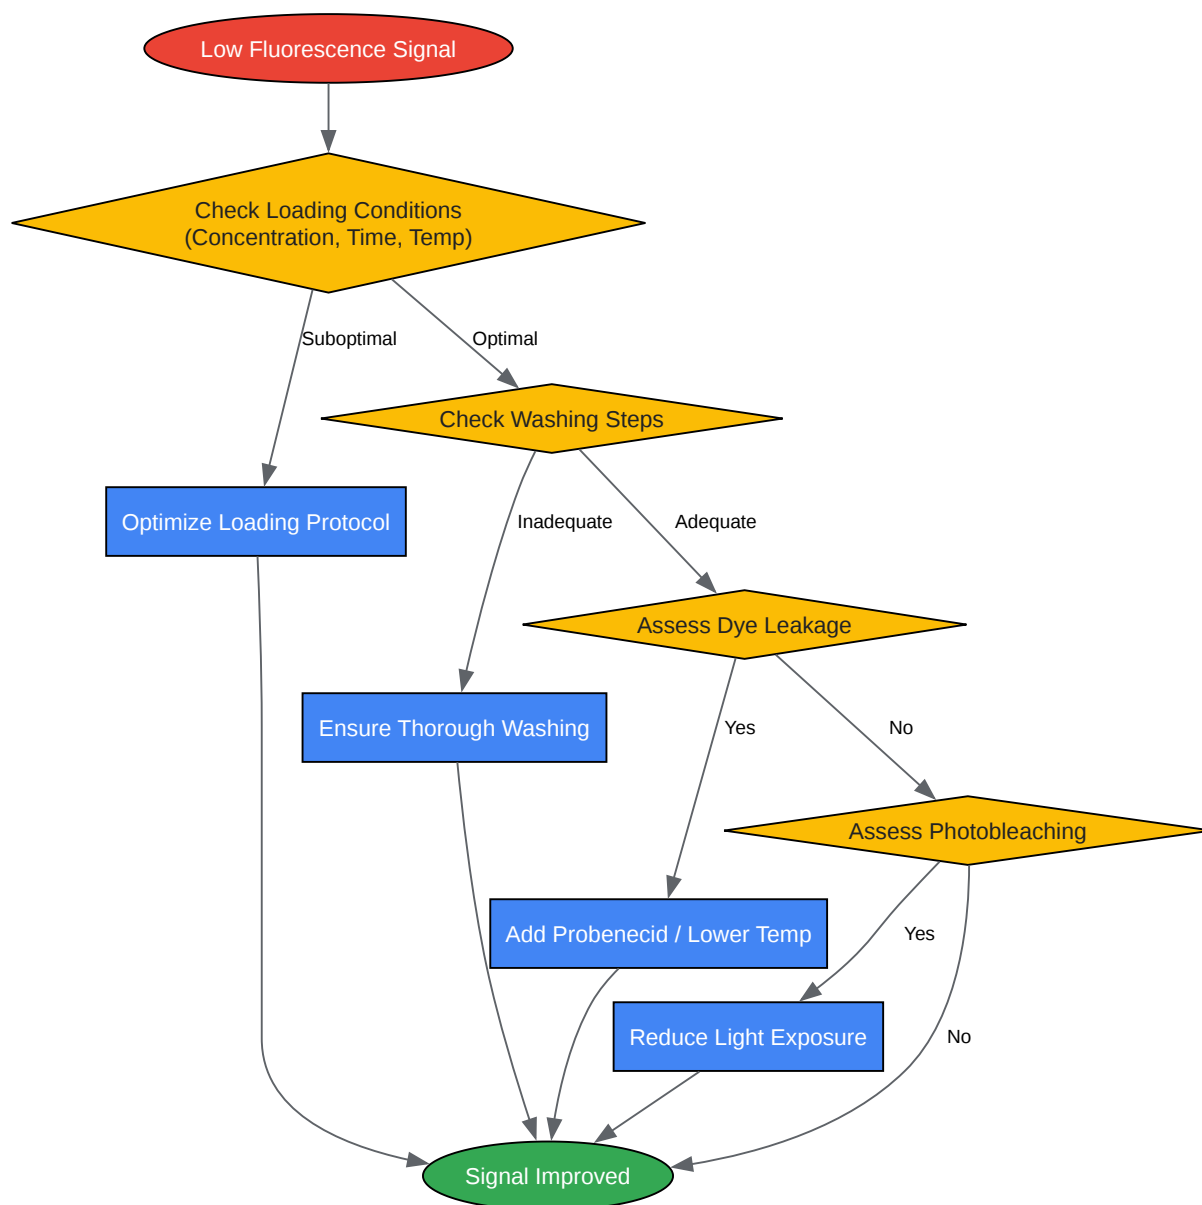 Low Fluorescence Signal
Check Loading Conditions
(Concentration, Time, Temp)
Suboptimal
Optimal
Check Washing Steps
Optimize Loading Protocol
Inadequate
Adequate
Assess Dye Leakage
Ensure Thorough Washing
Yes
No
Assess Photobleaching
Add Probenecid / Lower Temp
Yes
Reduce Light Exposure
No
Signal Improved